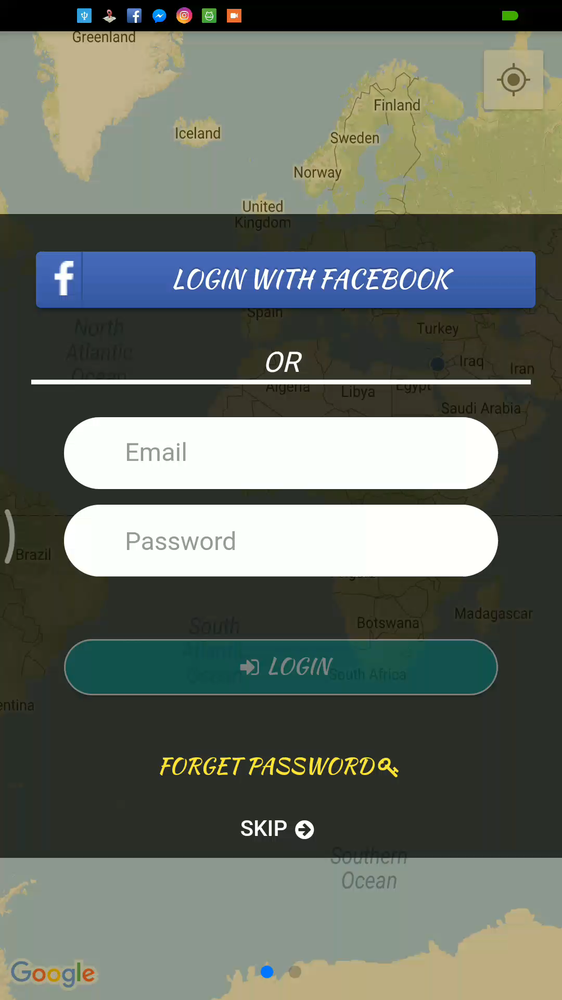 Greenland
Finland
Iceland
Sweden
Norway
United
Kingdom
LOGIN WITH FACEBOOK
Spain
North
Atlantic
Ocean
Turkey
OR
Iraq
Iran
Algeria
Libya
Egypt
Saudi Arabia
Email
Password
Brazil
Madagascar
Botswana
South
Atlantic
Ocean
LOGIN
South Africa
entina
FORGET PASSWORD
SKIP
Southern
Ocean
Google